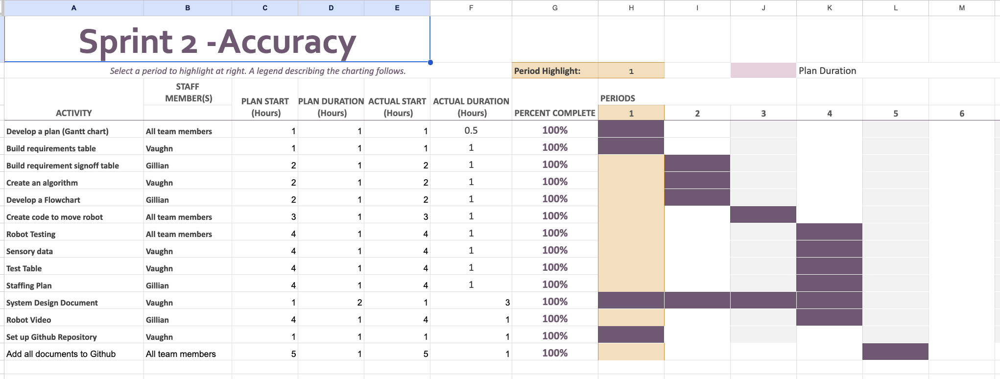 A B C D E F G H I J K L M
Sprint 2 -Accuracy
Select a period to highlight at right. A legend describing the charting follows. Period Highlight: 1 Plan Duration
STAFF
MEMBER(S)
PLAN START PLAN DURATION ACTUAL START ACTUAL DURATION PERIODS
ACTIVITY (Hours) (Hours) (Hours) (Hours) PERCENT COMPLETE 1 2 3 4 5 6
Develop a plan (Gantt chart) All team members 1 1 1 0.5 100%
Build requirements table Vaughn 1 1 1 1 100%
Build requirement signoff table Gillian 2 1 2 1 100%
Create an algorithm Vaughn 2 1 2 1 100%
Develop a Flowchart Gillian 2 1 2 1 100%
Create code to move robot All team members 3 1 3 1 100%
Robot Testing All team members 4 1 4 1 100%
Sensory data Vaughn 4 1 4 1 100%
Test Table Vaughn 4 1 4 1 100%
Staffing Plan Gillian 4 1 4 1 100%
System Design Document Vaughn 1 2 1 3 100%
Robot Video Gillian 4 1 4 1 100%
Set up Github Repository Vaughn 1 1 1 1 100%
Add all documents to Github All team members 5 1 5 1 100%